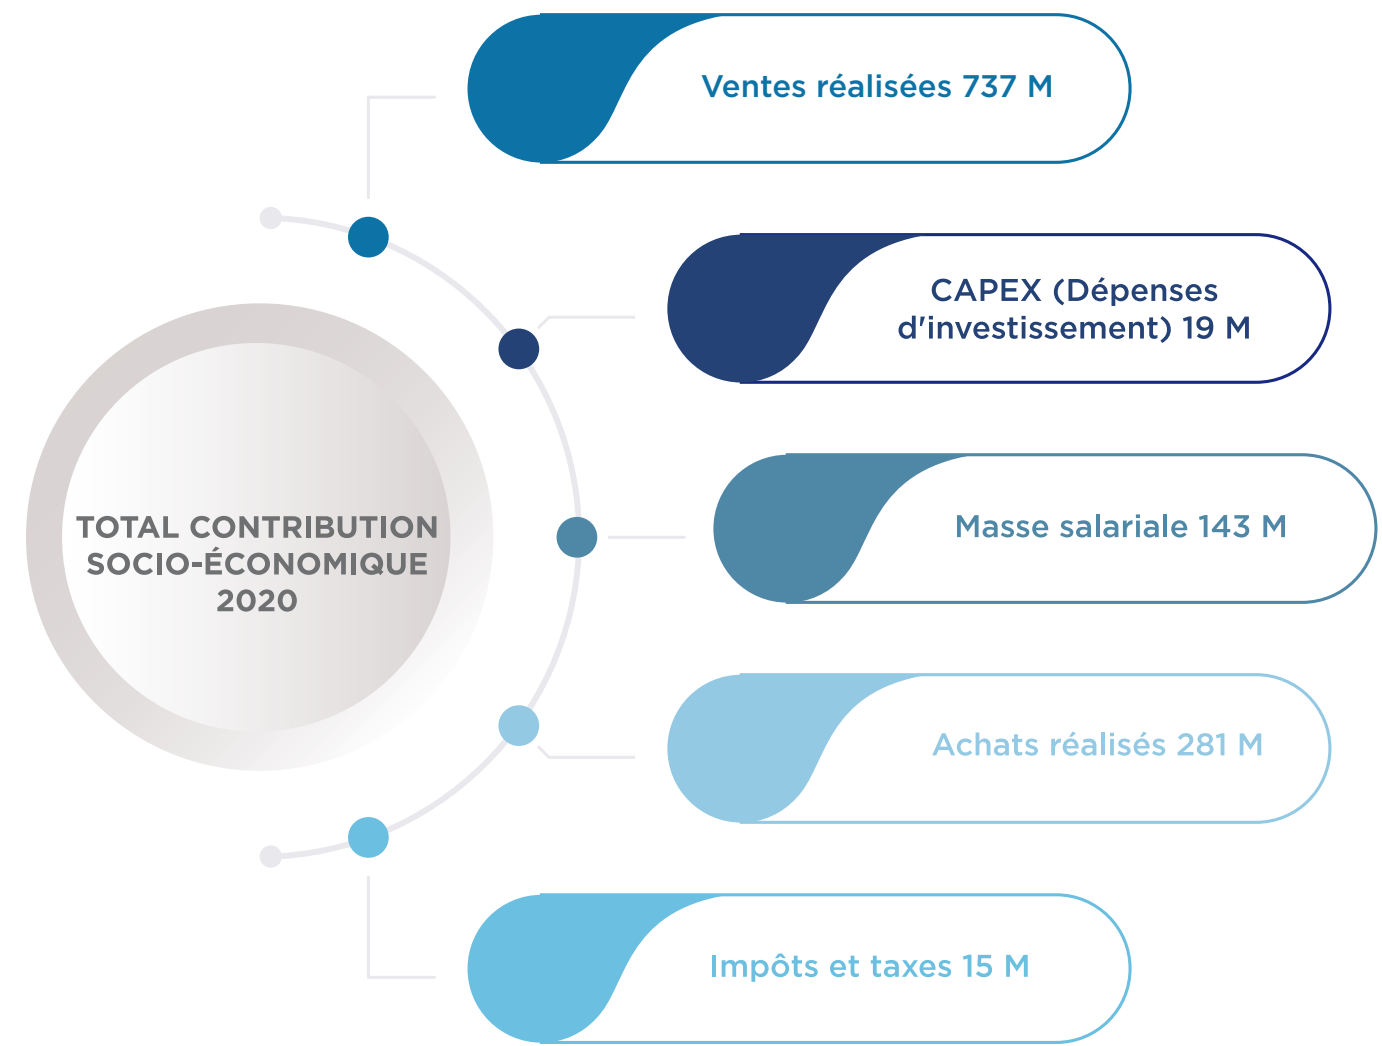 Ventes réalisées 737 M
CAPEX (Dépenses
d'investissement) 19 M
TOTAL CONTRIBUTION
SOCIO-ÉCONOMIQUE
2020
Masse salariale 143 M
Achats réalisés 281 M
Impôts et taxes 15 M